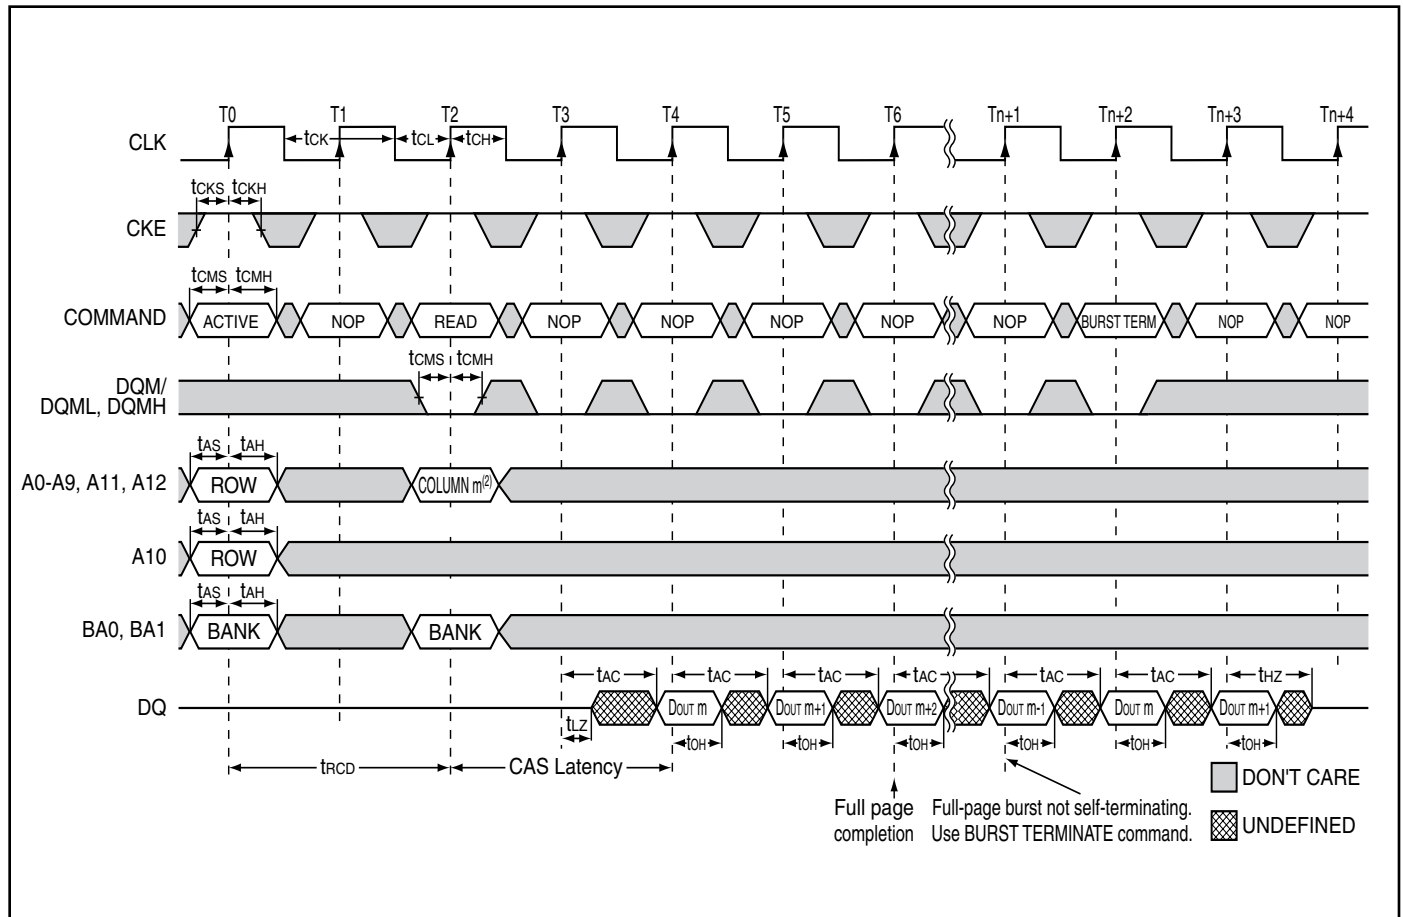 T0 T1 T2 T3 T4 T5 T6 Tn+1 Tn+2 Tn+3 Tn+4
CLK
tCK tCL tCH
tCKS tCKH
CKE
tCMS tCMH
COMMAND
ACTIVE NOP READ NOP NOP NOP NOP NOP BURST TERM NOP NOP
tCMS tCMH
DQM/
DQML, DQMH
tAS tAH
A0-A9, A11, A12
ROW COLUMN m(2)
tAS tAH
A10
ROW
tAS tAH
BA0, BA1
BANK BANK
tAC tAC tAC tAC tAC tAC tHZ
DQ
DOUT m DOUT m+1 DOUT m+2 DOUT m-1 DOUT m DOUT m+1
tLZ tOH tOH tOH tOH tOH tOH
tRCD CAS Latency
DON'T CARE
UNDEFINED
Full page
completion
Full-page burst not self-terminating.
Use BURST TERMINATE command.